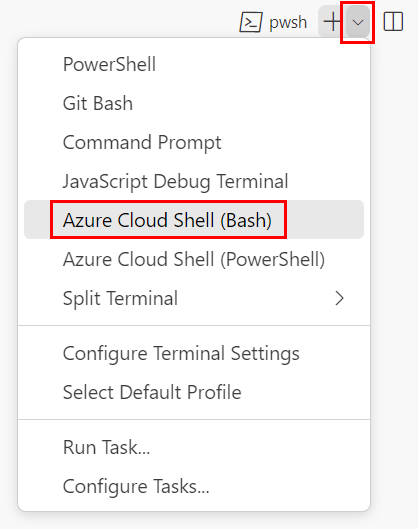 pwsh
PowerShell
Git Bash
Command Prompt
JavaScript Debug Terminal
Azure Cloud Shell (Bash)
Azure Cloud Shell (PowerShell)
Split Terminal
Configure Terminal Settings
Select Default Profile
Run Task...
Configure Tasks...